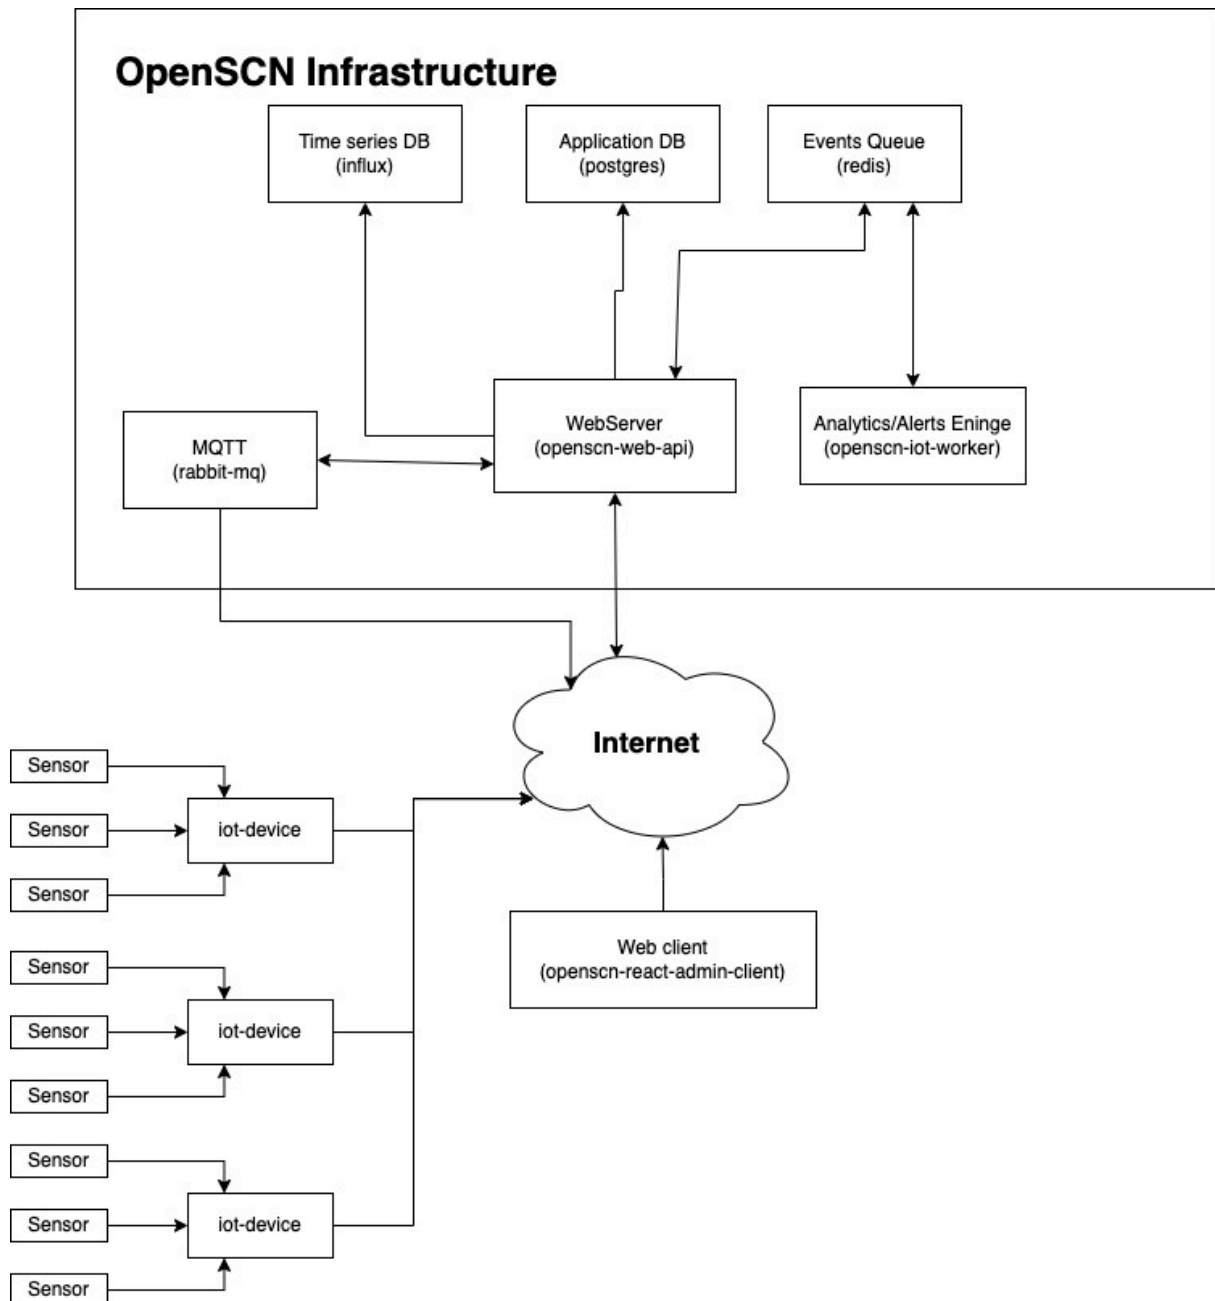 OpenSCN Infrastructure
Time series DB
(influx)
Application DB
(postgres)
Events Queue
(redis)
MQTT
(rabbit-mq)
WebServer
(openscn-web-api)
Analytics/Alerts Eninge
(openscn-iot-worker)
Internet
Sensor
Sensor
Sensor
iot-device
Sensor
Sensor
Sensor
iot-device
Sensor
Sensor
Sensor
iot-device
Web client
(openscn-react-admin-client)